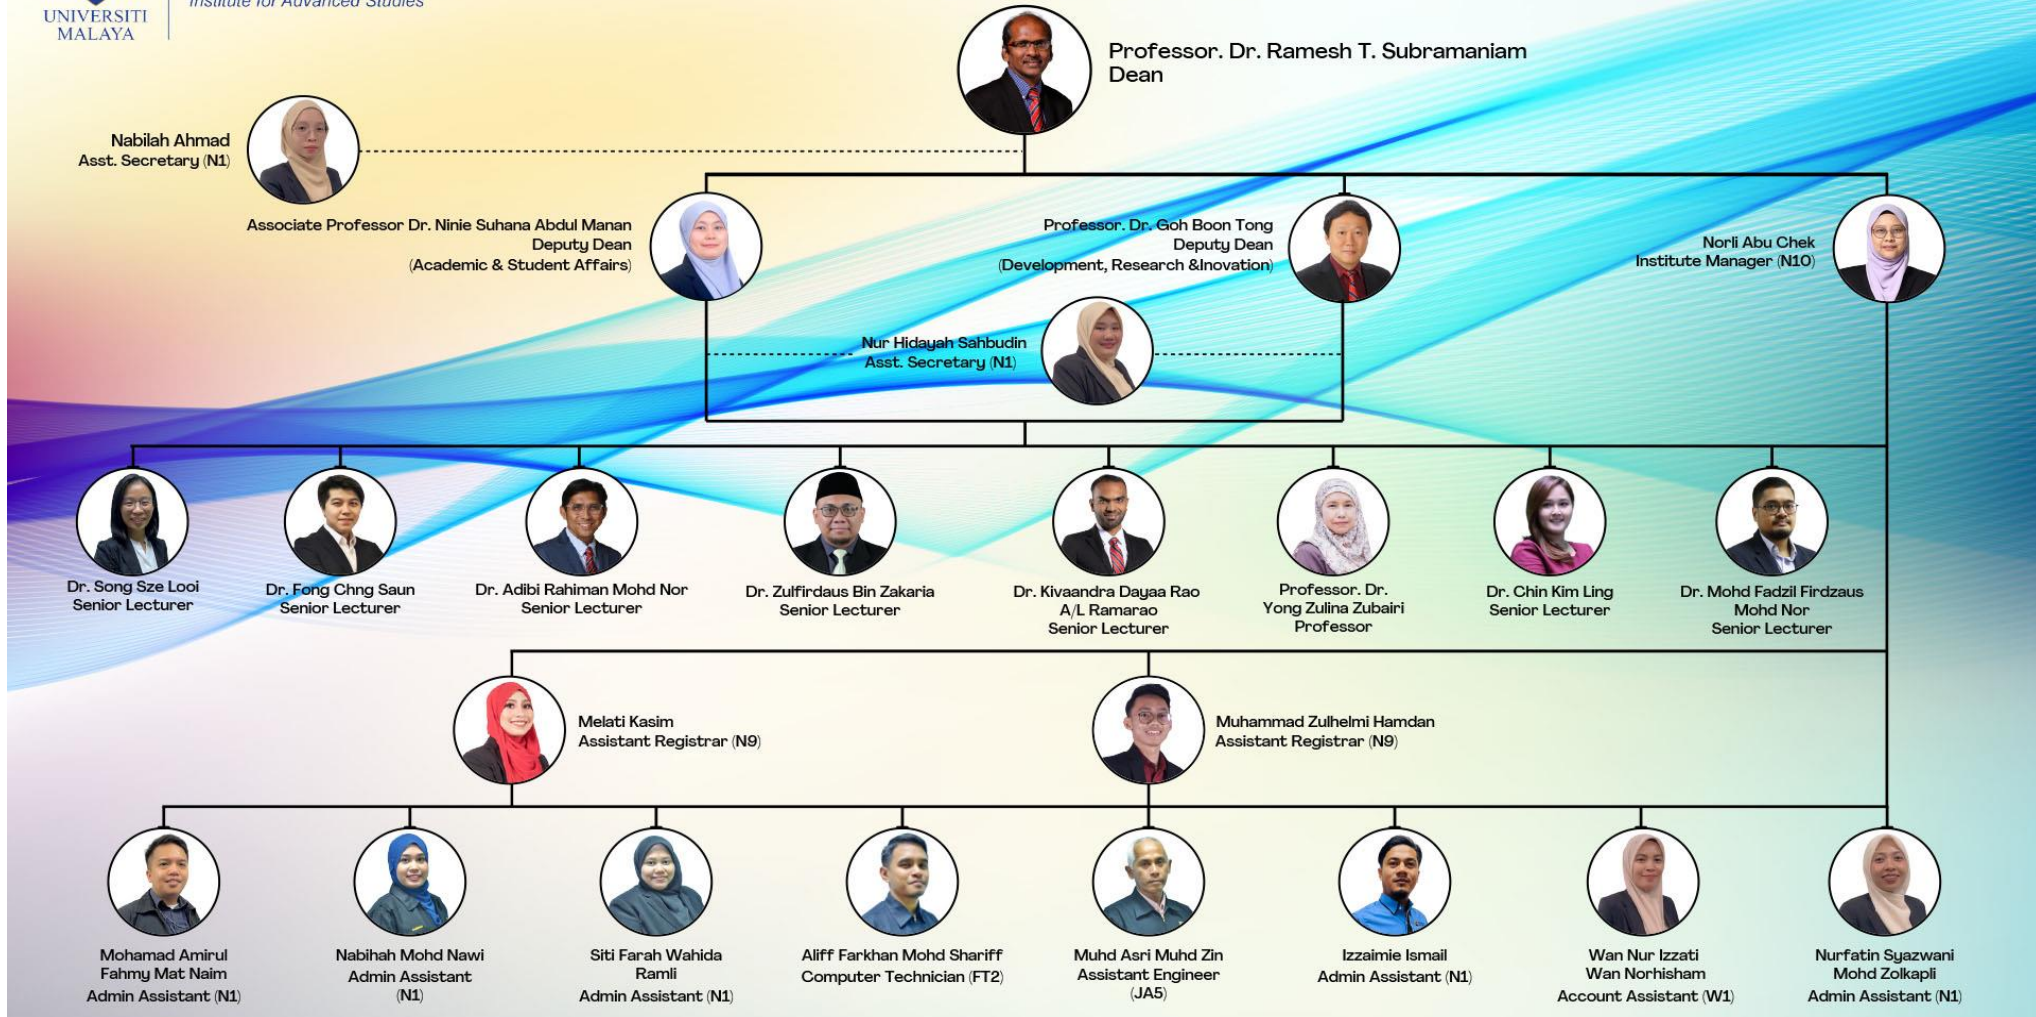 Institute for Advanced Studies
UNIVERSITI
MALAYA
Professor. Dr. Ramesh T. Subramaniam
Dean
Nabilah Ahmad
Asst. Secretary (N1)
Associate Professor Dr. Ninie Suhana Abdul Manan
Deputy Dean
(Academic & Student Affairs)
Professor. Dr. Goh Boon Tong
Deputy Dean
(Development, Research &Inovation)
Norli Abu Chek
Institute Manager (N10)
Nur Hidayah Sahbudin
Asst. Secretary (N1)
Dr. Song Sze Looi
Senior Lecturer
Dr. Fong Chng Saun
Senior Lecturer
Dr. Adibi Rahiman Mohd Nor
Senior Lecturer
Dr. Zulfirdaus Bin Zakaria
Senior Lecturer
Dr. Kivaandra Dayaa Rao
A/L Ramarao
Senior Lecturer
Professor. Dr.
Yong Zulina Zubairi
Professor
Dr. Chin Kim Ling
Senior Lecturer
Dr. Mohd Fadzil Firdzaus
Mohd Nor
Senior Lecturer
Melati Kasim
Assistant Registrar (N9)
Muhammad Zulhelmi Hamdan
Assistant Registrar (N9)
Mohamad Amirul
Fahmy Mat Naim
Admin Assistant (N1)
Nabihah Mohd Nawi
Admin Assistant
(N1)
Siti Farah Wahida
Ramli
Admin Assistant (N1)
Aliff Farkhan Mohd Shariff
Computer Technician (FT2)
Muhd Asri Muhd Zin
Assistant Engineer
(JA5)
Izzaimie Ismail
Admin Assistant (N1)
Wan Nur Izzati
Wan Norhisham
Account Assistant (W1)
Nurfatin Syazwani
Mohd Zolkapli
Admin Assistant (N1)